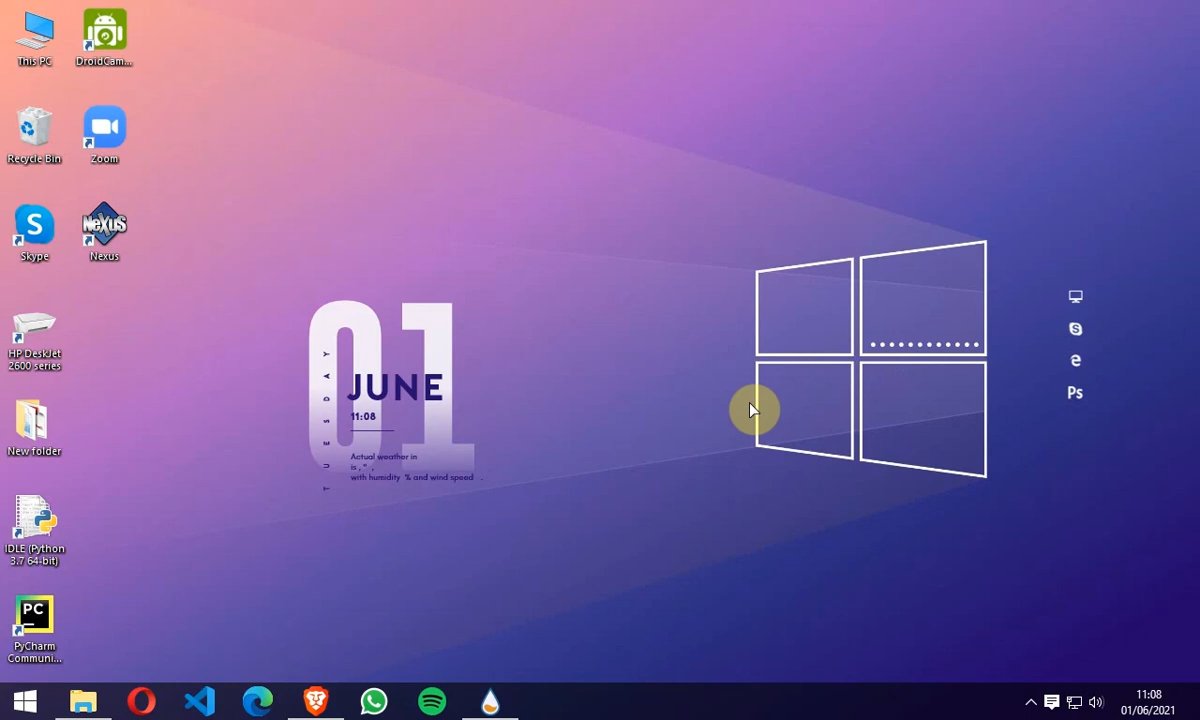 This PC
DroidCam...
Recycle Bin
Zoom
S
Skype
NeXuS
Nexus
HP DeskJet
2600 series
New folder
IDLE (Python
3.7 64-bit)
PC
PyCharm
Communi...
01
TUESDAY
JUNE
11:08
Actual weather in
is , ° ,
with humidity % and wind speed .
Ps
11:08
01/06/2021